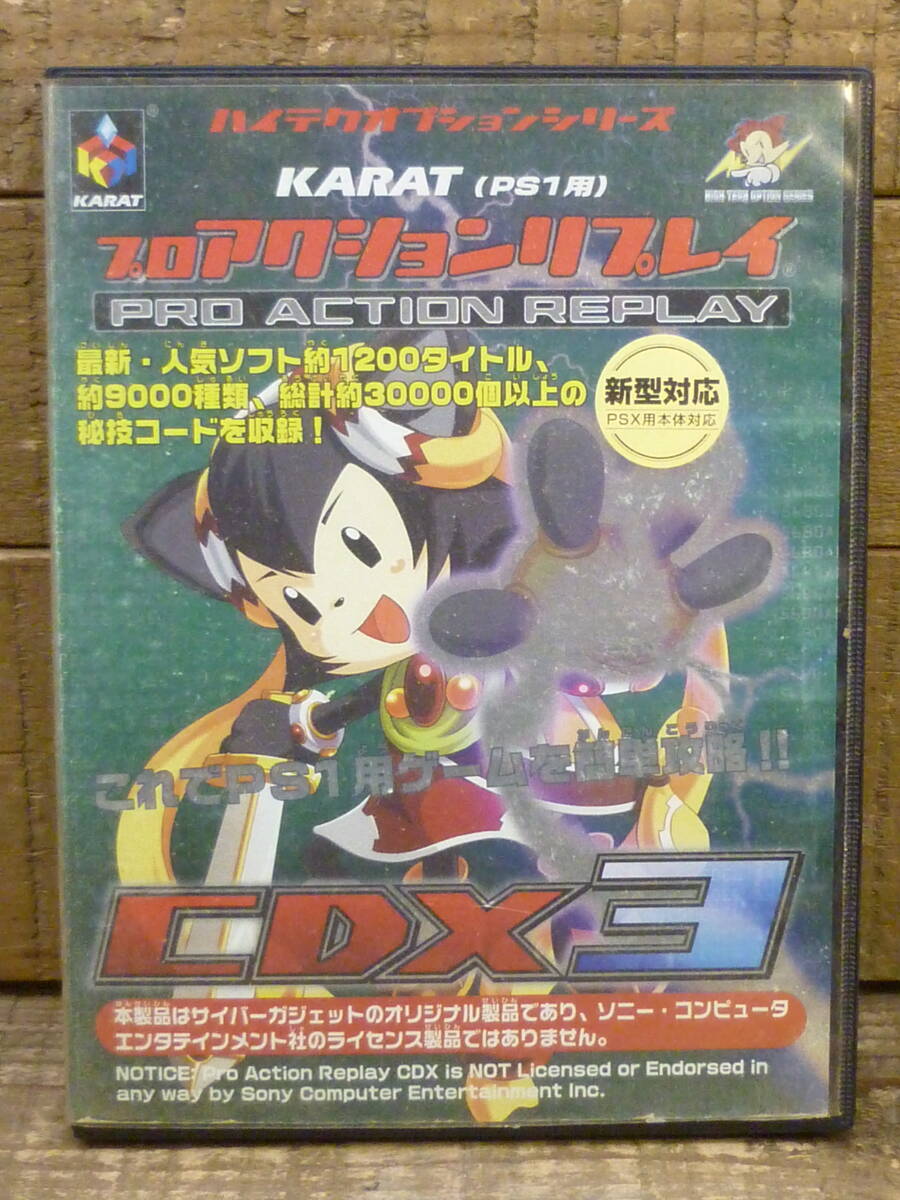 ハイテクオプションシリーズ
KARAT
KARAT (PS1用)
HIGH TECH OPTION SERIES
プロアクションリプレイ®
PRO ACTION REPLAY
最新・人気ソフト約1200タイトル、
約9000種類、総計約30000個以上の
秘技コードを収録!
新型対応
PSX用本体対応
これでPS1用ゲームを簡単攻略!!
CDX3
本製品はサイバーガジェットのオリジナル製品であり、ソニー・コンピュータ
エンタテインメント社のライセンス製品ではありません。
NOTICE: Pro Action Replay CDX is NOT Licensed or Endorsed in
any way by Sony Computer Entertainment Inc.